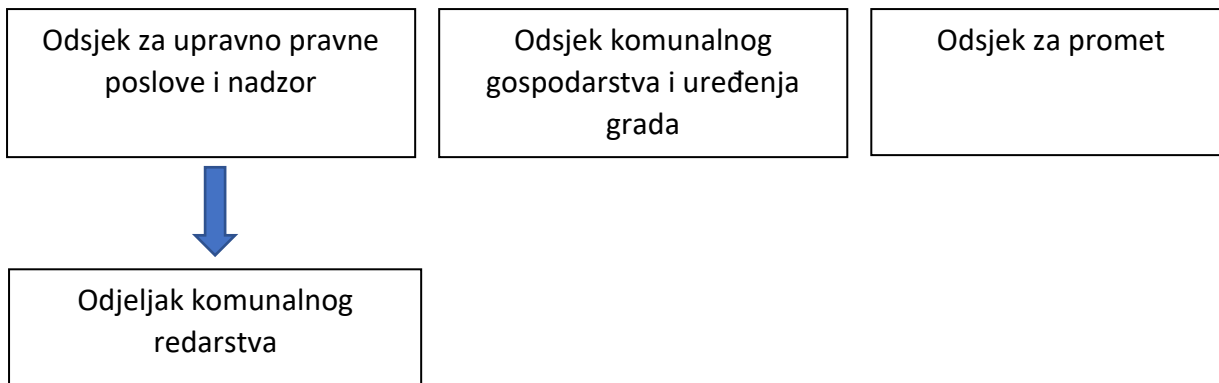 Odsjek za upravno pravne
poslove i nadzor
Odsjek komunalnog
gospodarstva i uređenja
grada
Odsjek za promet
Odjeljak komunalnog
redarstva